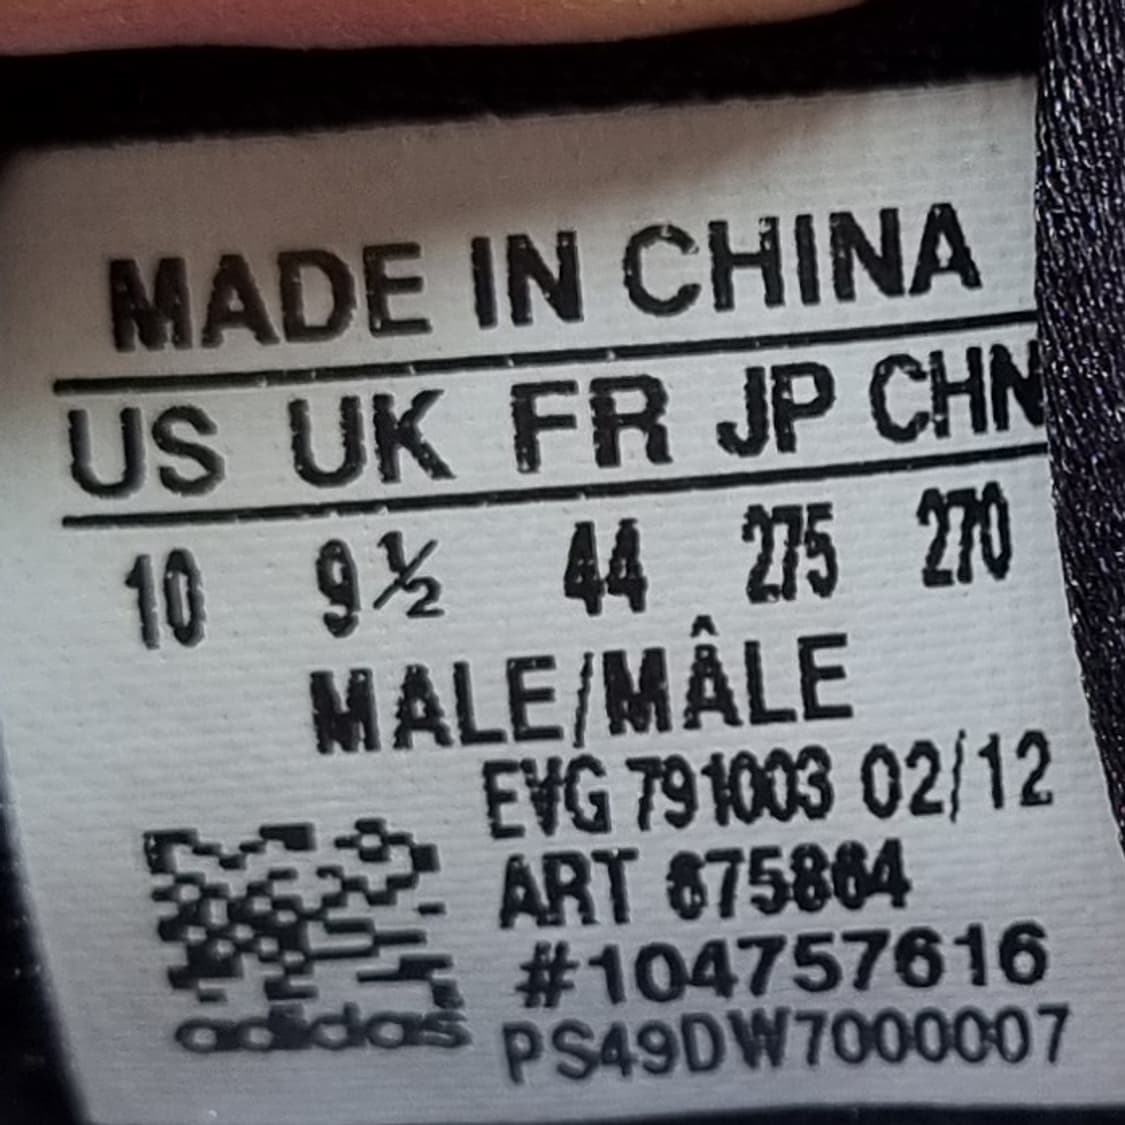 MADE IN CHINA
US UK FR JP CHN
10 9½ 44 275 270
MALE/MÂLE
EVG 791003 02/12
ART
#104757616
PS49DW7000007
adidas